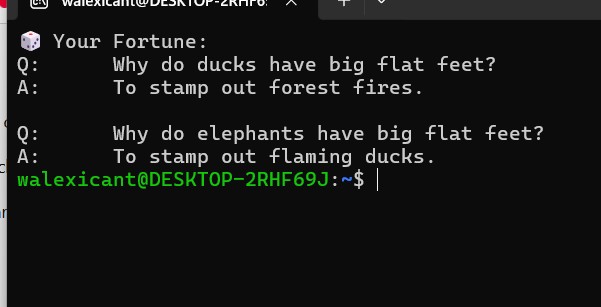 walexicant@DESKTOP-2RHF6
🎲 Your Fortune:
Q:      Why do ducks have big flat feet?
A:      To stamp out forest fires.

Q:      Why do elephants have big flat feet?
A:      To stamp out flaming ducks.
walexicant@DESKTOP-2RHF69J:~$